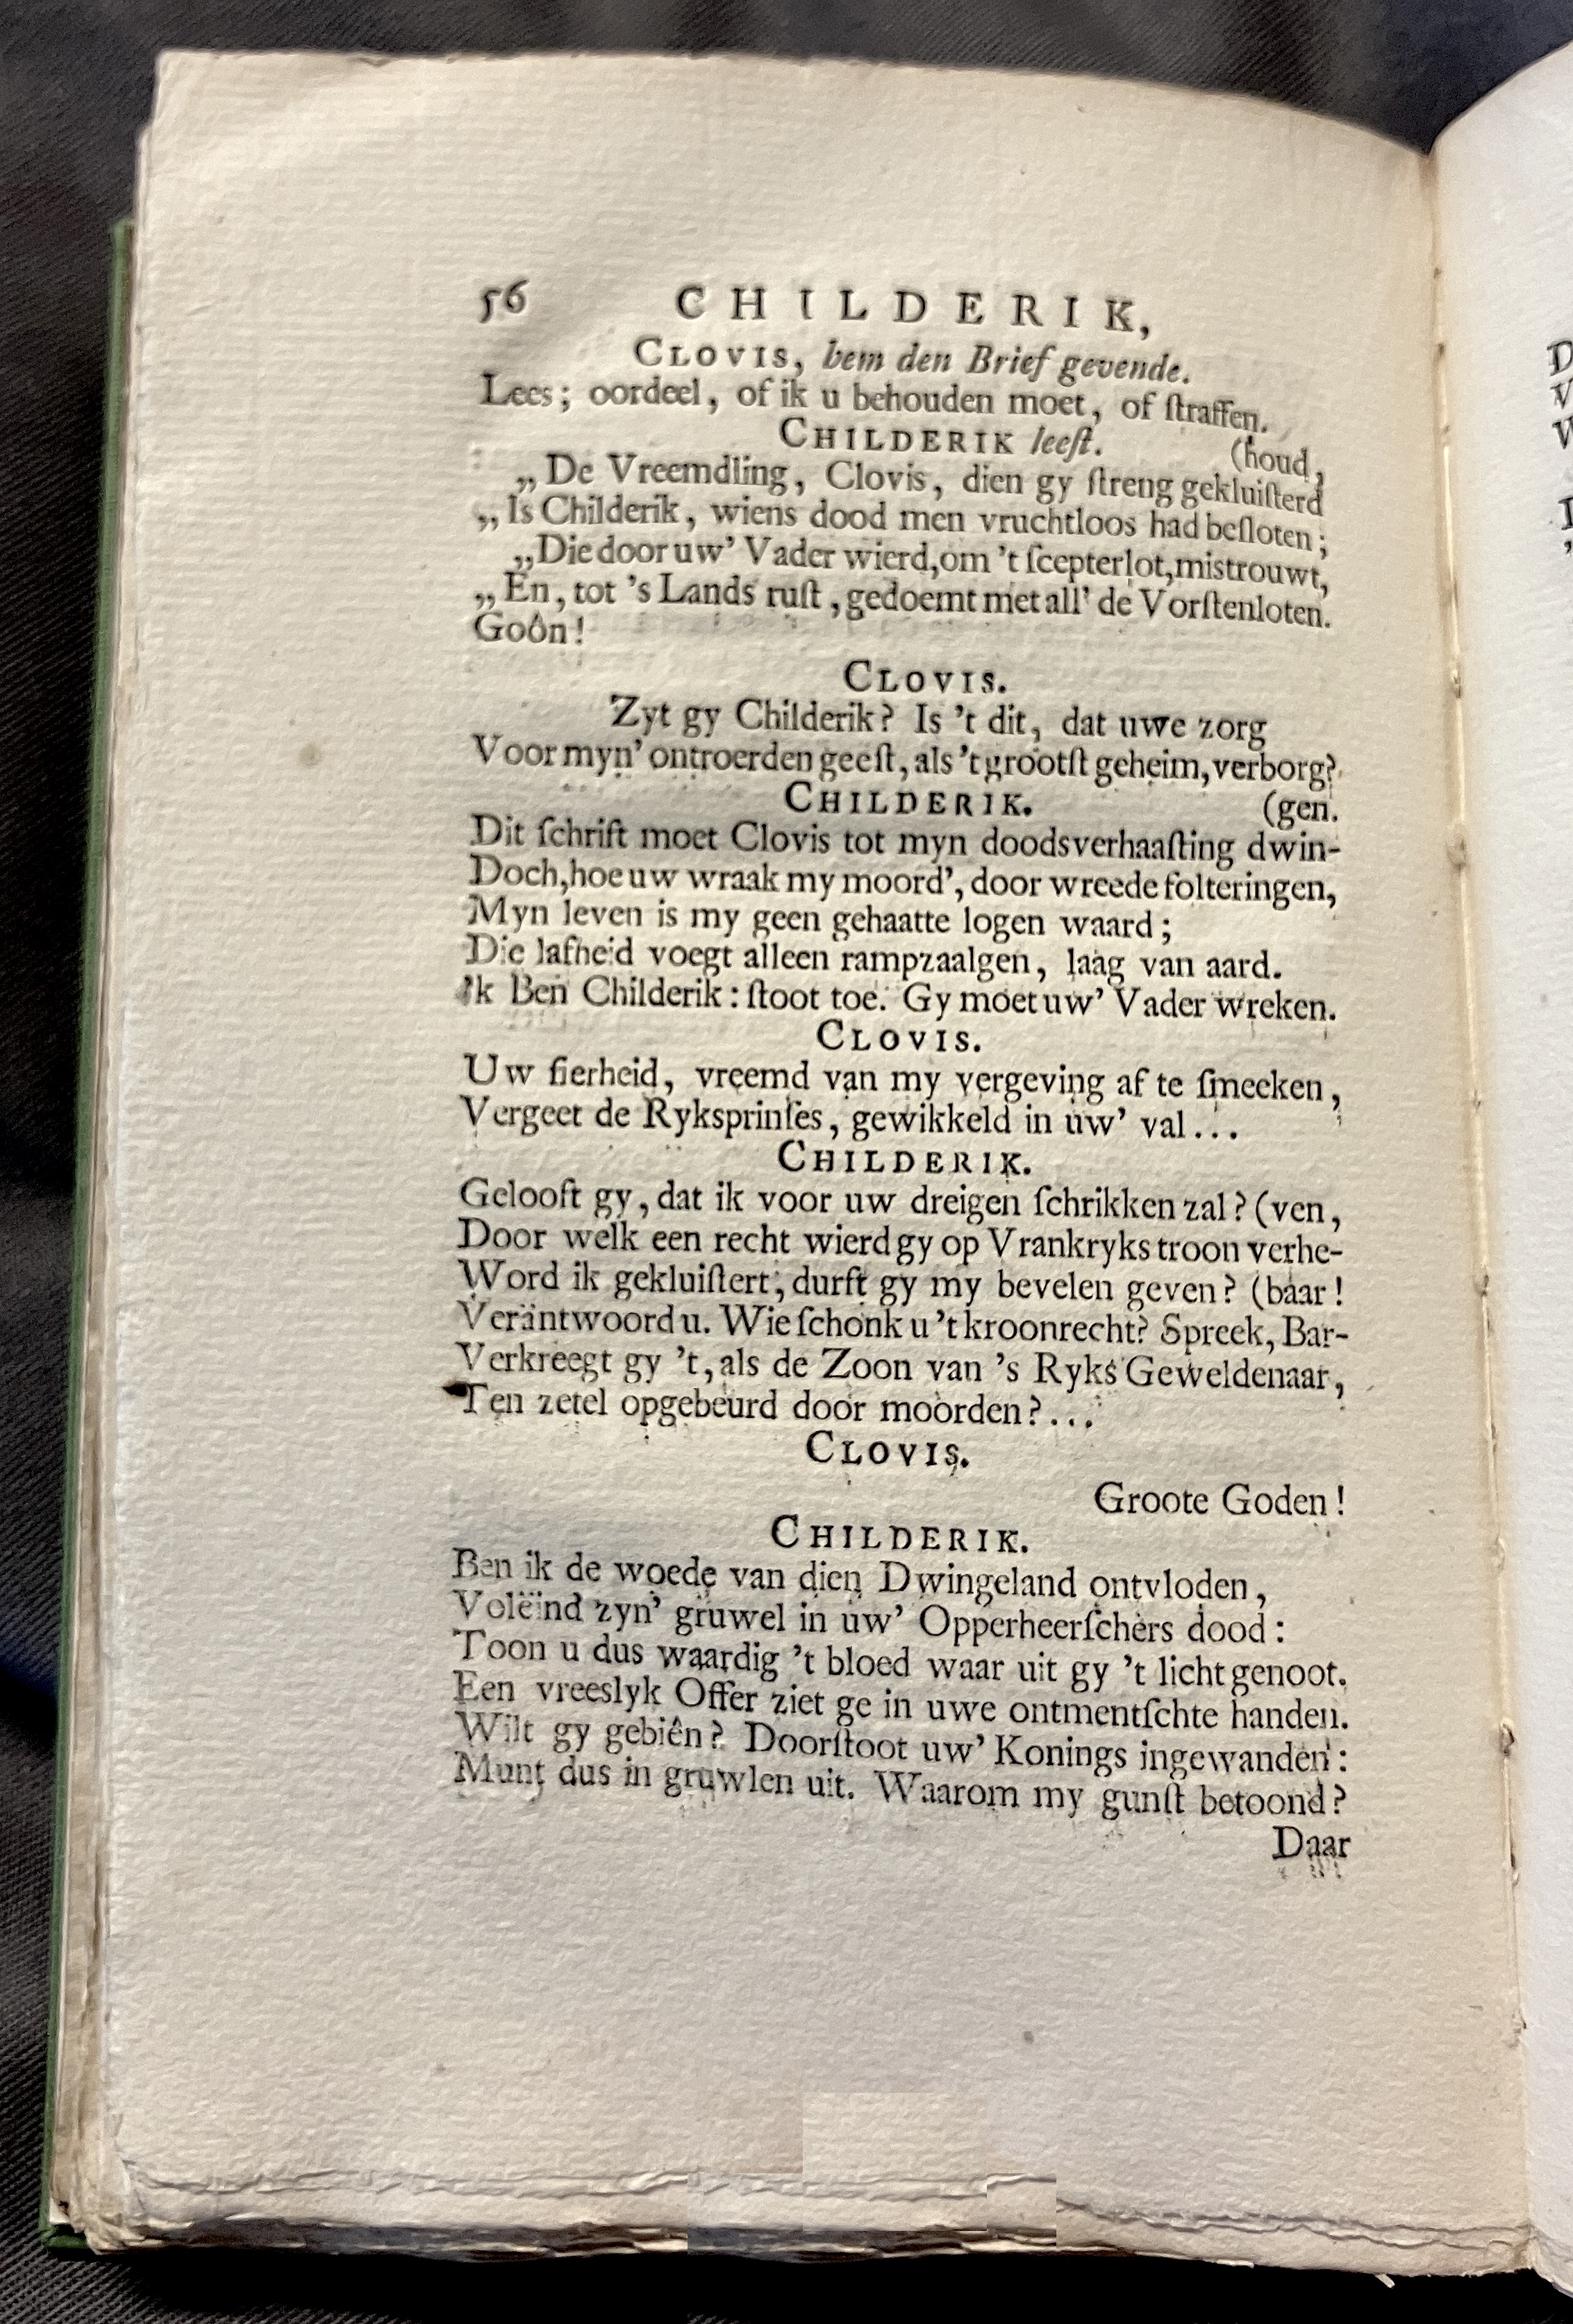 56 CHILDERIK,
CLOVIS, hem den Brief gevende.
Lees; oordeel, of ik u behouden moet, of ſtraffen.
CHILDERIK leeſt. (houd,
„ De Vreemdling, Clovis, dien gy ſtreng gekluiſterd
„ Is Childerik, wiens dood men vruchtloos had beſloten;
„ Die door uw’ Vader wierd, om ’t ſcepterlot, mistrouwt,
„ En, tot ’s Lands ruſt, gedoemt met all’ de Vorſtenloten.
Goôn!
CLOVIS.
Zyt gy Childerik? Is ’t dit, dat uwe zorg
Voor myn’ ontroerden geeſt, als ’t grootſt geheim, verborg?
CHILDERIK. (gen.
Dit ſchrift moet Clovis tot myn doodsverhaaſting dwin-
Doch, hoe uw wraak my moord’, door wreede folteringen,
Myn leven is my geen gehaatte logen waard;
Die lafheid voegt alleen rampzaalgen, laag van aard.
’k Ben Childerik: ſtoot toe. Gy moet uw’ Vader wreken.
CLOVIS.
Uw fierheid, vreemd van my vergeving af te ſmeeken,
Vergeet de Ryksprinſes, gewikkeld in uw’ val...
CHILDERIK.
Gelooft gy, dat ik voor uw dreigen ſchrikken zal? (ven,
Door welk een recht wierd gy op Vrankryks troon verhe-
Word ik gekluiſtert, durft gy my bevelen geven? (baar!
Veräntwoord u. Wie ſchonk u ’t kroonrecht? Spreek, Bar-
Verkreegt gy ’t, als de Zoon van ’s Ryks Geweldenaar,
Ten zetel opgebeurd door moorden?...
CLOVIS.
Groote Goden!
CHILDERIK.
Ben ik de woede van dien Dwingeland ontvloden,
Voleïnd zyn’ gruwel in uw’ Opperheerſchers dood:
Toon u dus waardig ’t bloed waar uit gy ’t licht genoot.
Een vreeslyk Offer ziet ge in uwe ontmentſchte handen.
Wilt gy gebiên? Doorſtoot uw’ Konings ingewanden:
Munt dus in gruwlen uit. Waarom my gunſt betoond?
Daar